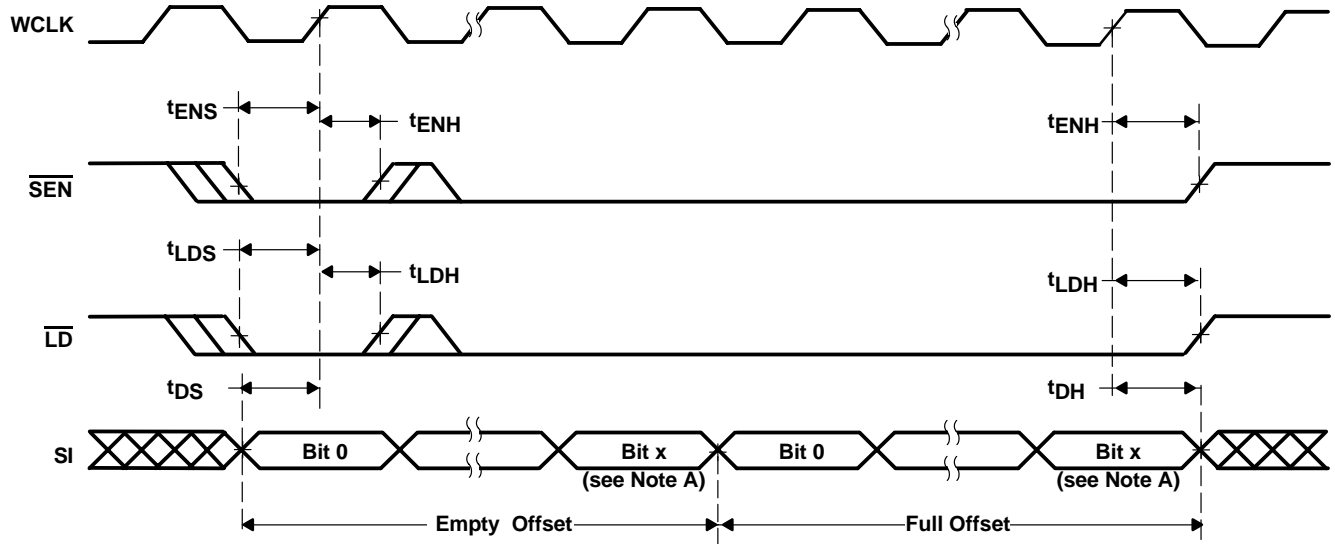 WCLK
tENS
tENH
tENH
SEN
tLDS
tLDH
tLDH
LD
tDS
tDH
SI
Bit 0
Bit x
Bit 0
Bit x
(see Note A)
(see Note A)
Empty Offset
Full Offset